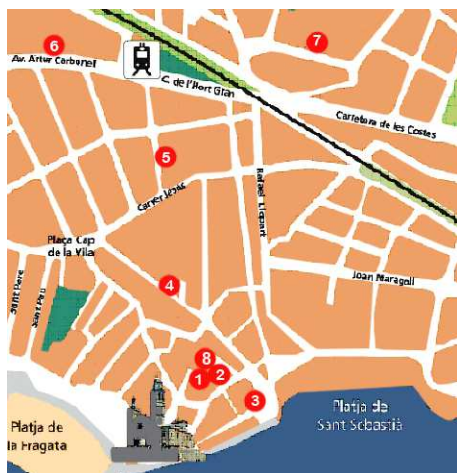 6
7
Av. Artur Carbonell
C. de l'Hort Gran
Carretera de les Costes
5
Carrer Jesús
Rafael Llopart
Plaça Cap
de la Vila
Sant Pere
Sant Pau
4
Joan Maragall
8
1
2
3
Platja de
la Fragata
Platja de
Sant Sebastià